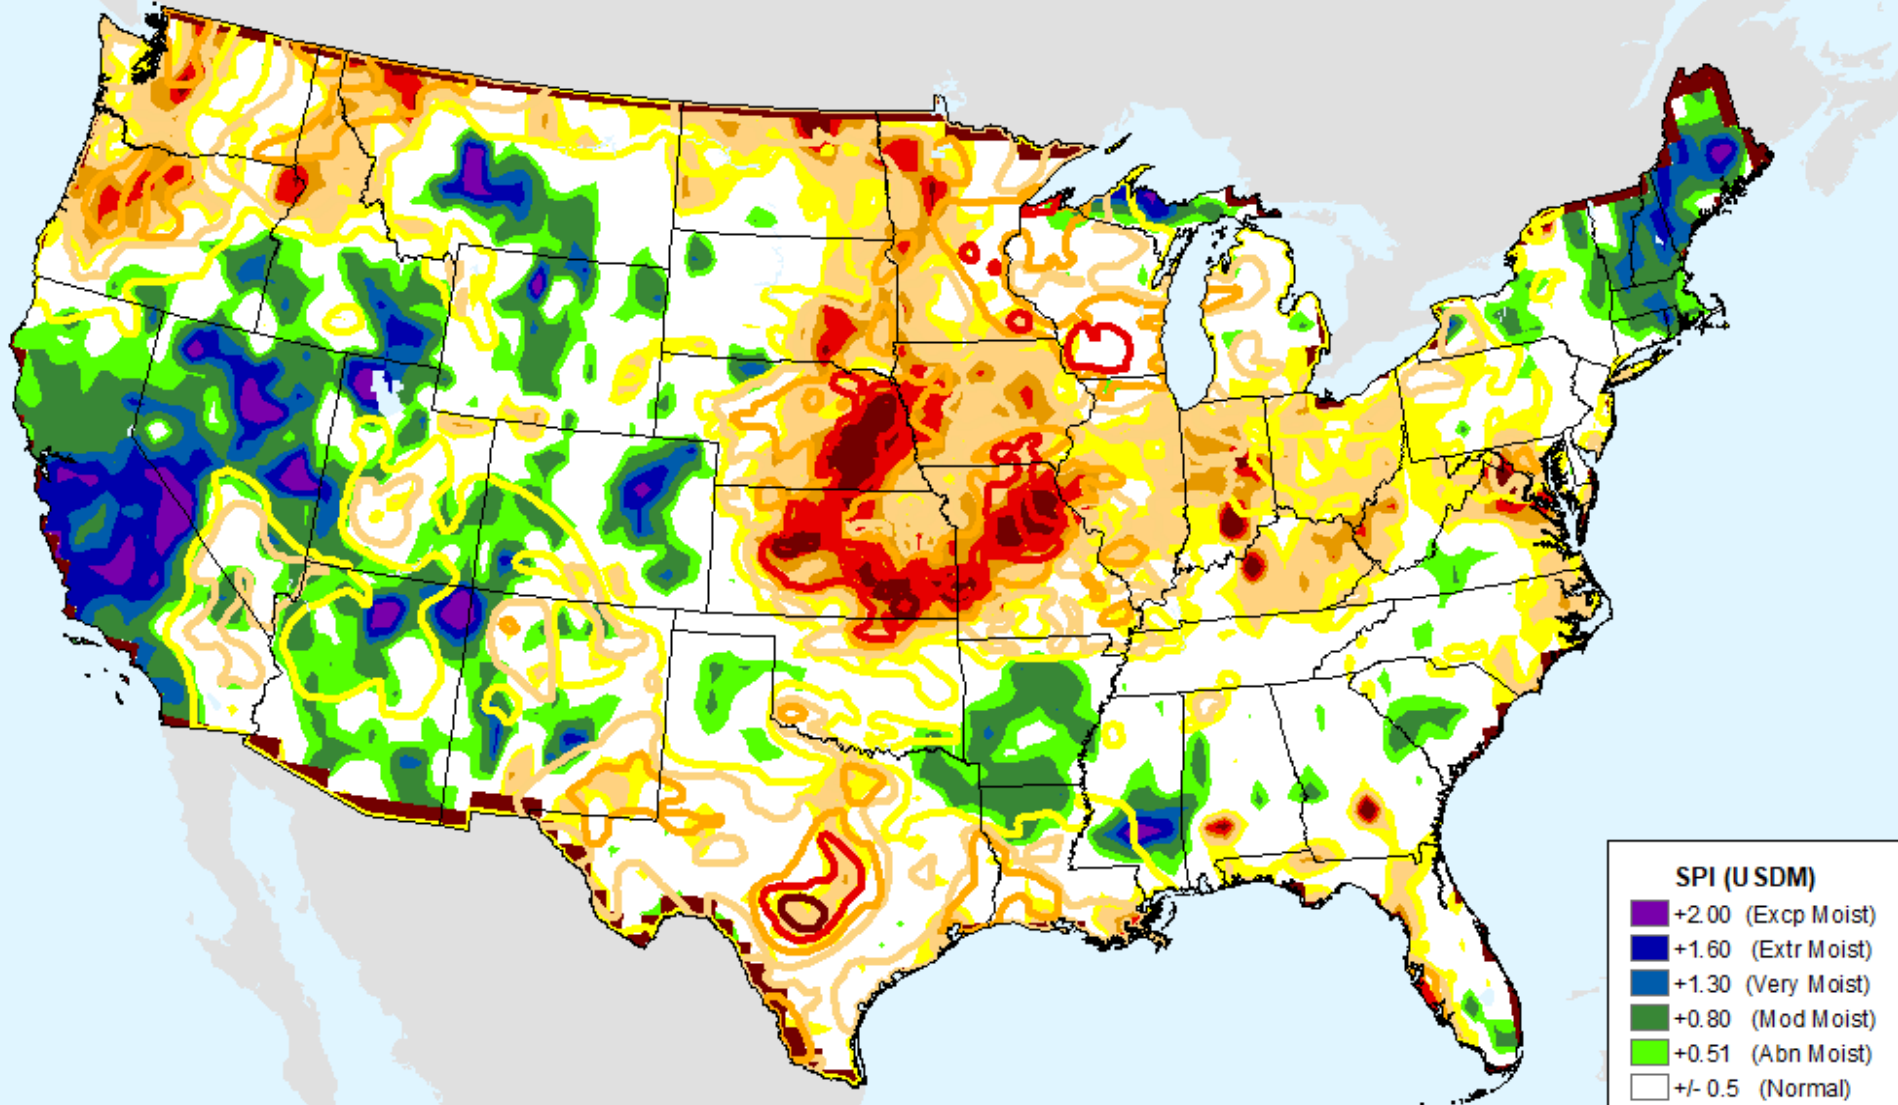 SPI (USDM)
+2.00 (Excp Moist)
+1.60 (Extr Moist)
+1.30 (Very Moist)
+0.80 (Mod Moist)
+0.51 (Abn Moist)
+/- 0.5 (Normal)